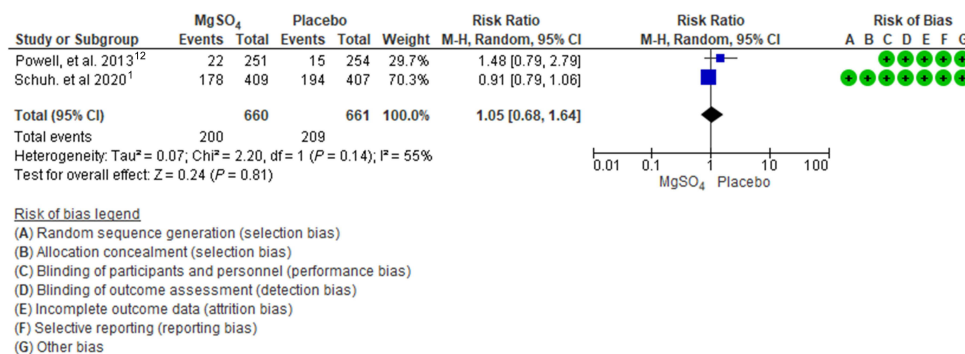 MgSO₄ Placebo Risk Ratio Risk Ratio Risk of Bias
Study or Subgroup Events Total Events Total Weight M-H, Random, 95% CI M-H, Random, 95% CI A B C D E F G
Powell, et al. 2013¹² 22 251 15 254 29.7% 1.48 [0.79, 2.79] + + + + +
Schuh. et al 2020¹ 178 409 194 407 70.3% 0.91 [0.79, 1.06] + + + + + + +
Total (95% CI) 660 661 100.0% 1.05 [0.68, 1.64]
Total events 200 209
Heterogeneity: Tau² = 0.07; Chi² = 2.20, df = 1 (P = 0.14); I² = 55%
Test for overall effect: Z = 0.24 (P = 0.81)
0.01 0.1 1 10 100
MgSO₄ Placebo
Risk of bias legend
(A) Random sequence generation (selection bias)
(B) Allocation concealment (selection bias)
(C) Blinding of participants and personnel (performance bias)
(D) Blinding of outcome assessment (detection bias)
(E) Incomplete outcome data (attrition bias)
(F) Selective reporting (reporting bias)
(G) Other bias